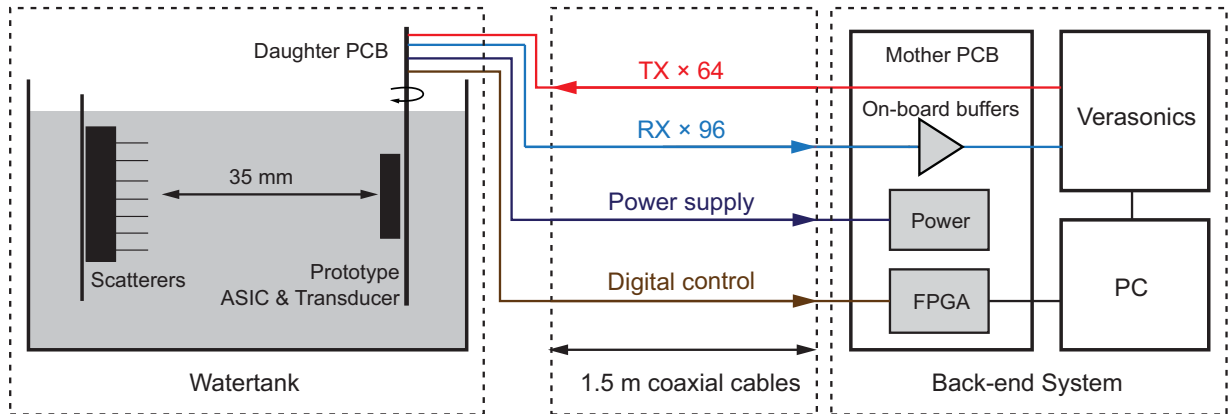 Daughter PCB
35 mm
Scatterers
Prototype
ASIC & Transducer
Watertank
TX × 64
RX × 96
Power supply
Digital control
1.5 m coaxial cables
Mother PCB
On-board buffers
Power
FPGA
Verasonics
PC
Back-end System